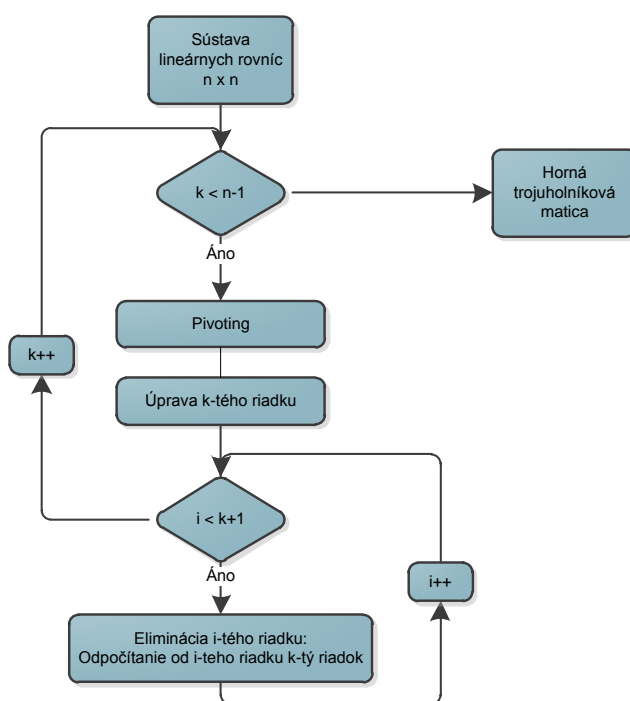 Sústava
lineárnych rovníc
n x n
k < n-1
Horná
trojuholníková
matica
Áno
Pivoting
k++
Úprava k-tého riadku
i < k+1
Áno
i++
Eliminácia i-tého riadku:
Odpočítanie od i-teho riadku k-tý riadok